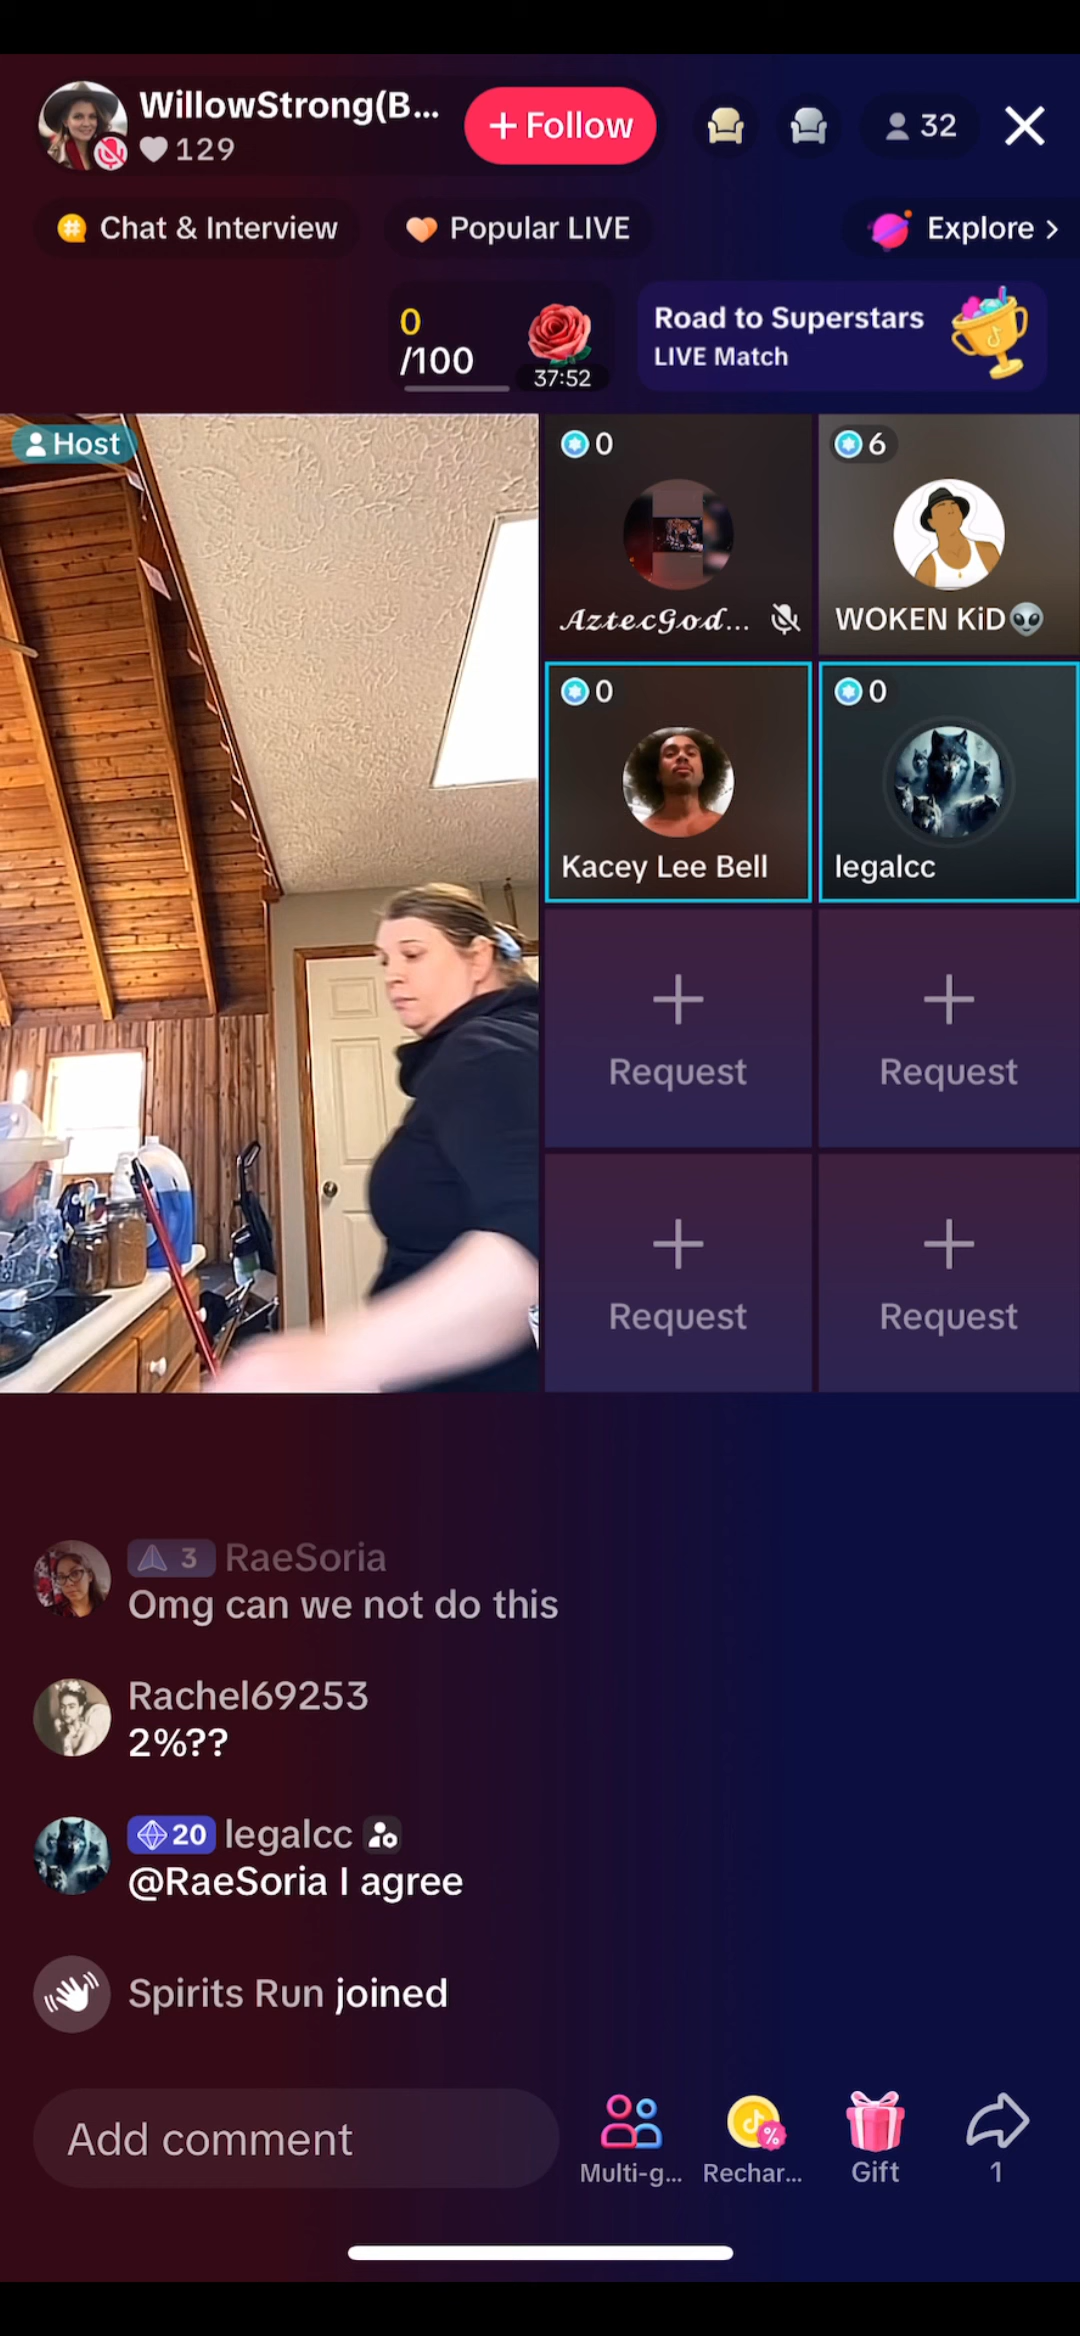 WillowStrong(B...
129
+ Follow
32
Chat & Interview
Popular LIVE
Explore >
0
/100
37:52
Road to Superstars
LIVE Match
Host
0
AztecGod...
6
WOKEN KiD👽
0
Kacey Lee Bell
0
legalcc
Request
Request
Request
Request
3 RaeSoria
Omg can we not do this
Rachel69253
2%??
20 legalcc
@RaeSoria I agree
Spirits Run joined
Add comment
Multi-g...
Rechar...
Gift
1